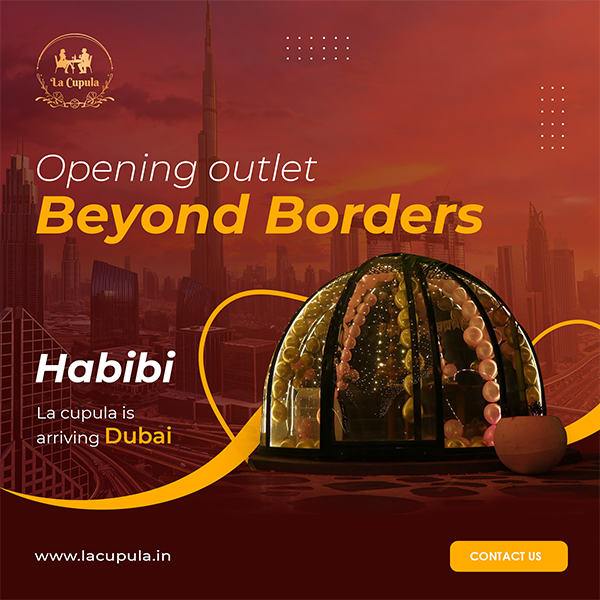 La Cupula
Opening outlet
Beyond Borders
Habibi
La cupula is
arriving Dubai
www.lacupula.in
CONTACT US